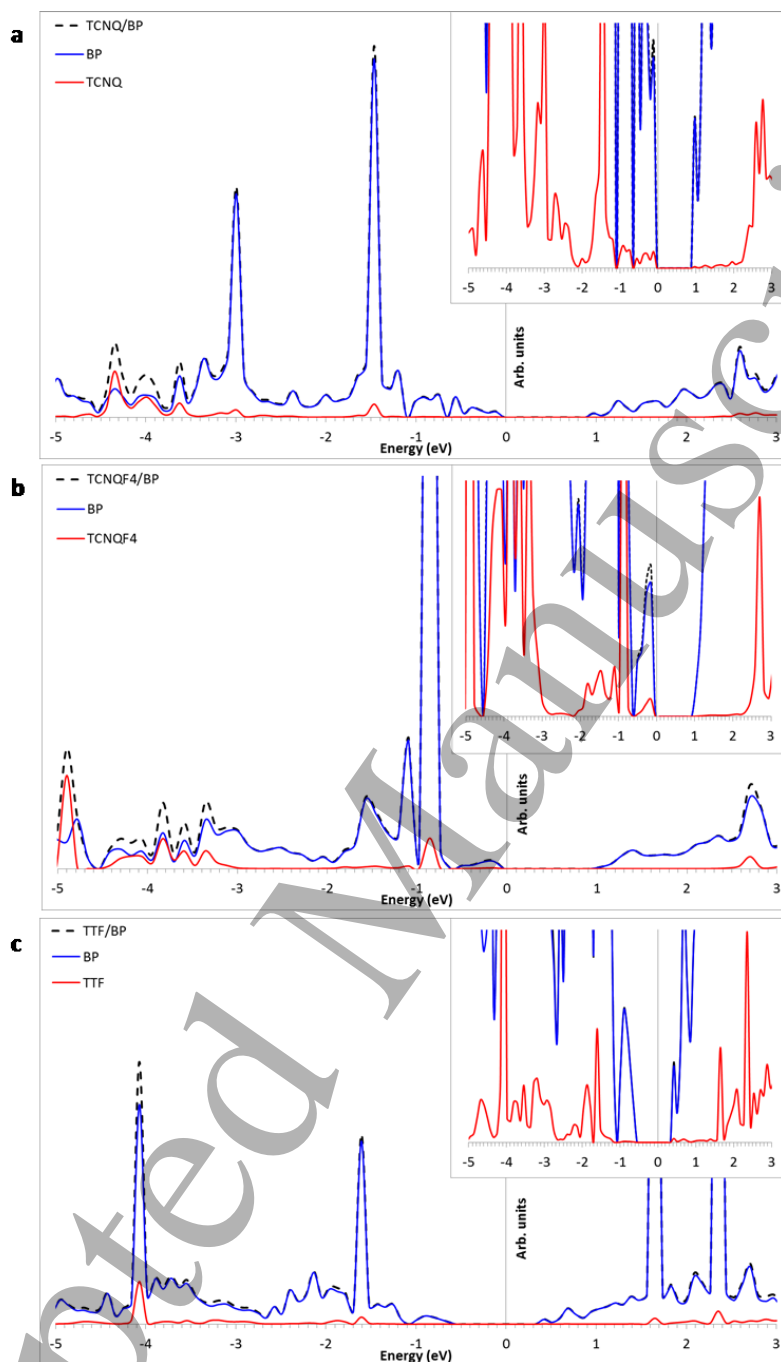 a
TCNQ/BP
BP
TCNQ
-5 -4 -3 -2 -1 0 1 2 3
Arb. units
-5 -4 -3 -2 -1 0 1 2 3
Energy (eV)
b
TCNQF4/BP
BP
TCNQF4
-5 -4 -3 -2 -1 0 1 2 3
Arb. units
-5 -4 -3 -2 -1 0 1 2 3
Energy (eV)
c
TTF/BP
BP
TTF
-5 -4 -3 -2 -1 0 1 2 3
Arb. units
-5 -4 -3 -2 -1 0 1 2 3
Energy (eV)
pted Manuscri